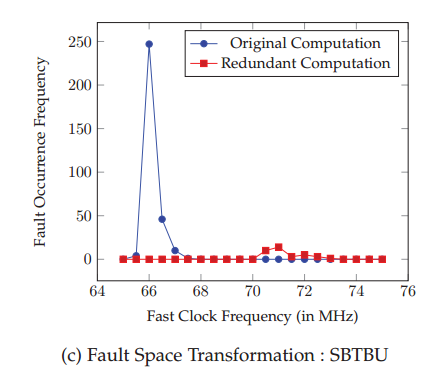 250
200
150
100
50
0
64
66
68
70
72
74
76
Fault Occurrence Frequency
Original Computation
Redundant Computation
Fast Clock Frequency (in MHz)
(c) Fault Space Transformation : SBTBU